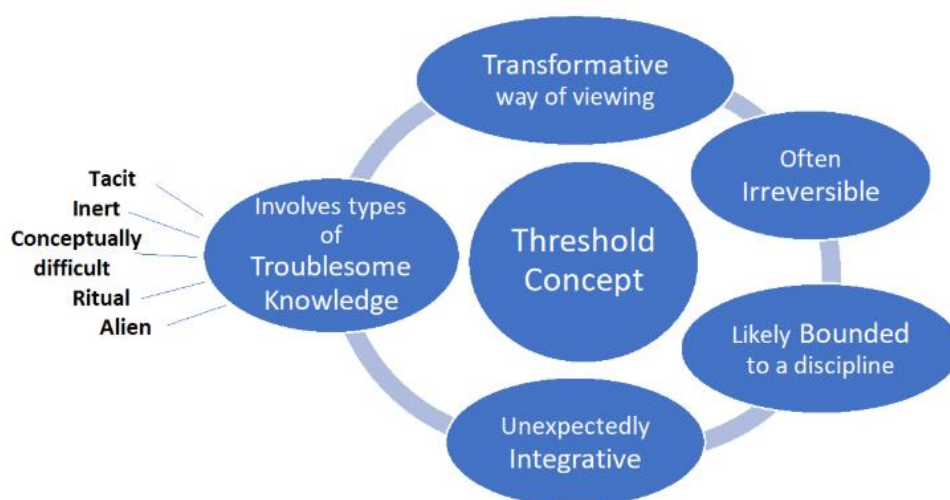 Transformative
way of viewing
Often
Irreversible
Likely Bounded
to a discipline
Unexpectedly
Integrative
Involves types
of
Troublesome
Knowledge
Tacit
Inert
Conceptually
difficult
Ritual
Alien
Threshold
Concept